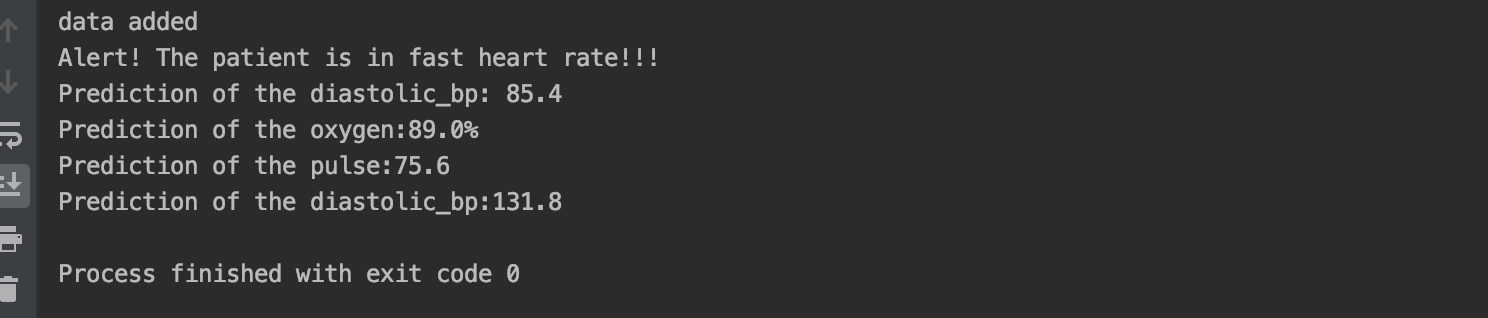 data added
Alert! The patient is in fast heart rate!!!
Prediction of the diastolic_bp: 85.4
Prediction of the oxygen:89.0%
Prediction of the pulse:75.6
Prediction of the diastolic_bp:131.8
Process finished with exit code 0